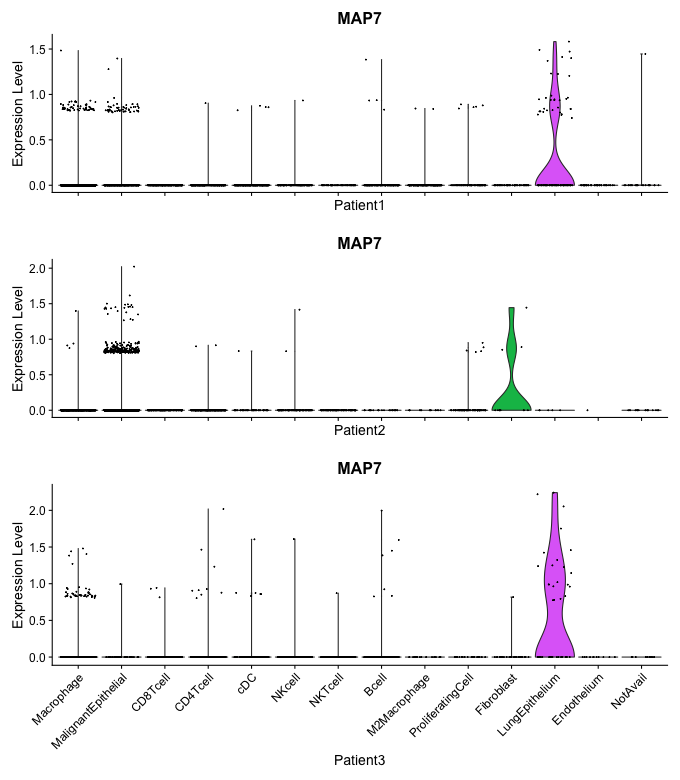 MAP7
Expression Level
1.5
1.0
0.5
0.0
Patient1
MAP7
Expression Level
2.0
1.5
1.0
0.5
0.0
Patient2
MAP7
Expression Level
2.0
1.5
1.0
0.5
0.0
Macrophage
MalignantEpithelial
CD8Tcell
CD4Tcell
cDC
NKcell
NKTcell
Bcell
M2Macrophage
ProliferatingCell
Fibroblast
LungEpithelium
Endothelium
NotAvail
Patient3